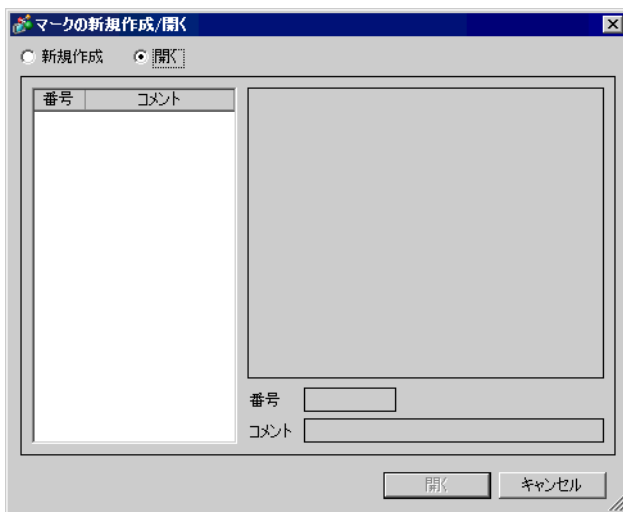 マークの新規作成/開く
新規作成 開く
番号 コメント
番号
コメント
開く キャンセル